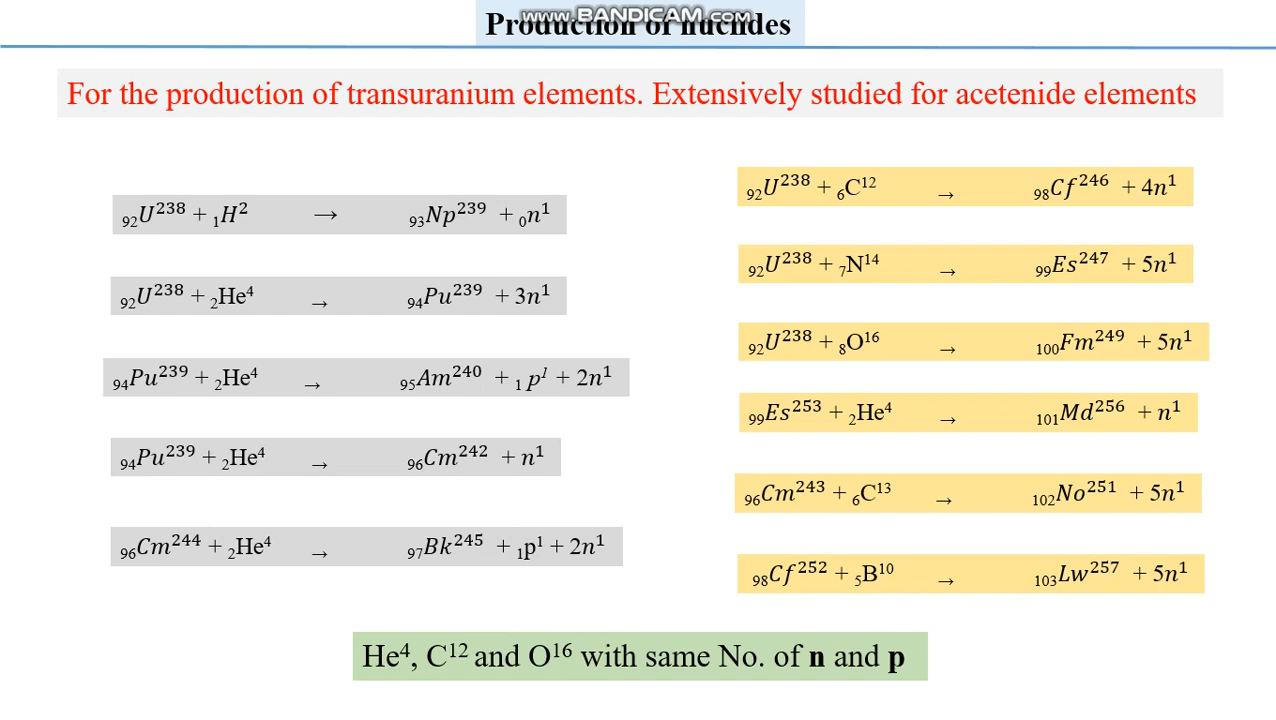 www.BANDICAM.com
Production of nuclides
For the production of transuranium elements. Extensively studied for acetenide elements
₉₂U²³⁸ + ₁H² → ₉₃Np²³⁹ + ₀n¹
₉₂U²³⁸ + ₂He⁴ → ₉₄Pu²³⁹ + 3n¹
₉₄Pu²³⁹ + ₂He⁴ → ₉₅Am²⁴⁰ + ₁p¹ + 2n¹
₉₄Pu²³⁹ + ₂He⁴ → ₉₆Cm²⁴² + n¹
₉₆Cm²⁴⁴ + ₂He⁴ → ₉₇Bk²⁴⁵ + ₁p¹ + 2n¹
₉₂U²³⁸ + ₆C¹² → ₉₈Cf²⁴⁶ + 4n¹
₉₂U²³⁸ + ₇N¹⁴ → ₉₉Es²⁴⁷ + 5n¹
₉₂U²³⁸ + ₈O¹⁶ → ₁₀₀Fm²⁴⁹ + 5n¹
₉₉Es²⁵³ + ₂He⁴ → ₁₀₁Md²⁵⁶ + n¹
₉₆Cm²⁴³ + ₆C¹³ → ₁₀₂No²⁵¹ + 5n¹
₉₈Cf²⁵² + ₅B¹⁰ → ₁₀₃Lw²⁵⁷ + 5n¹
He⁴, C¹² and O¹⁶ with same No. of n and p